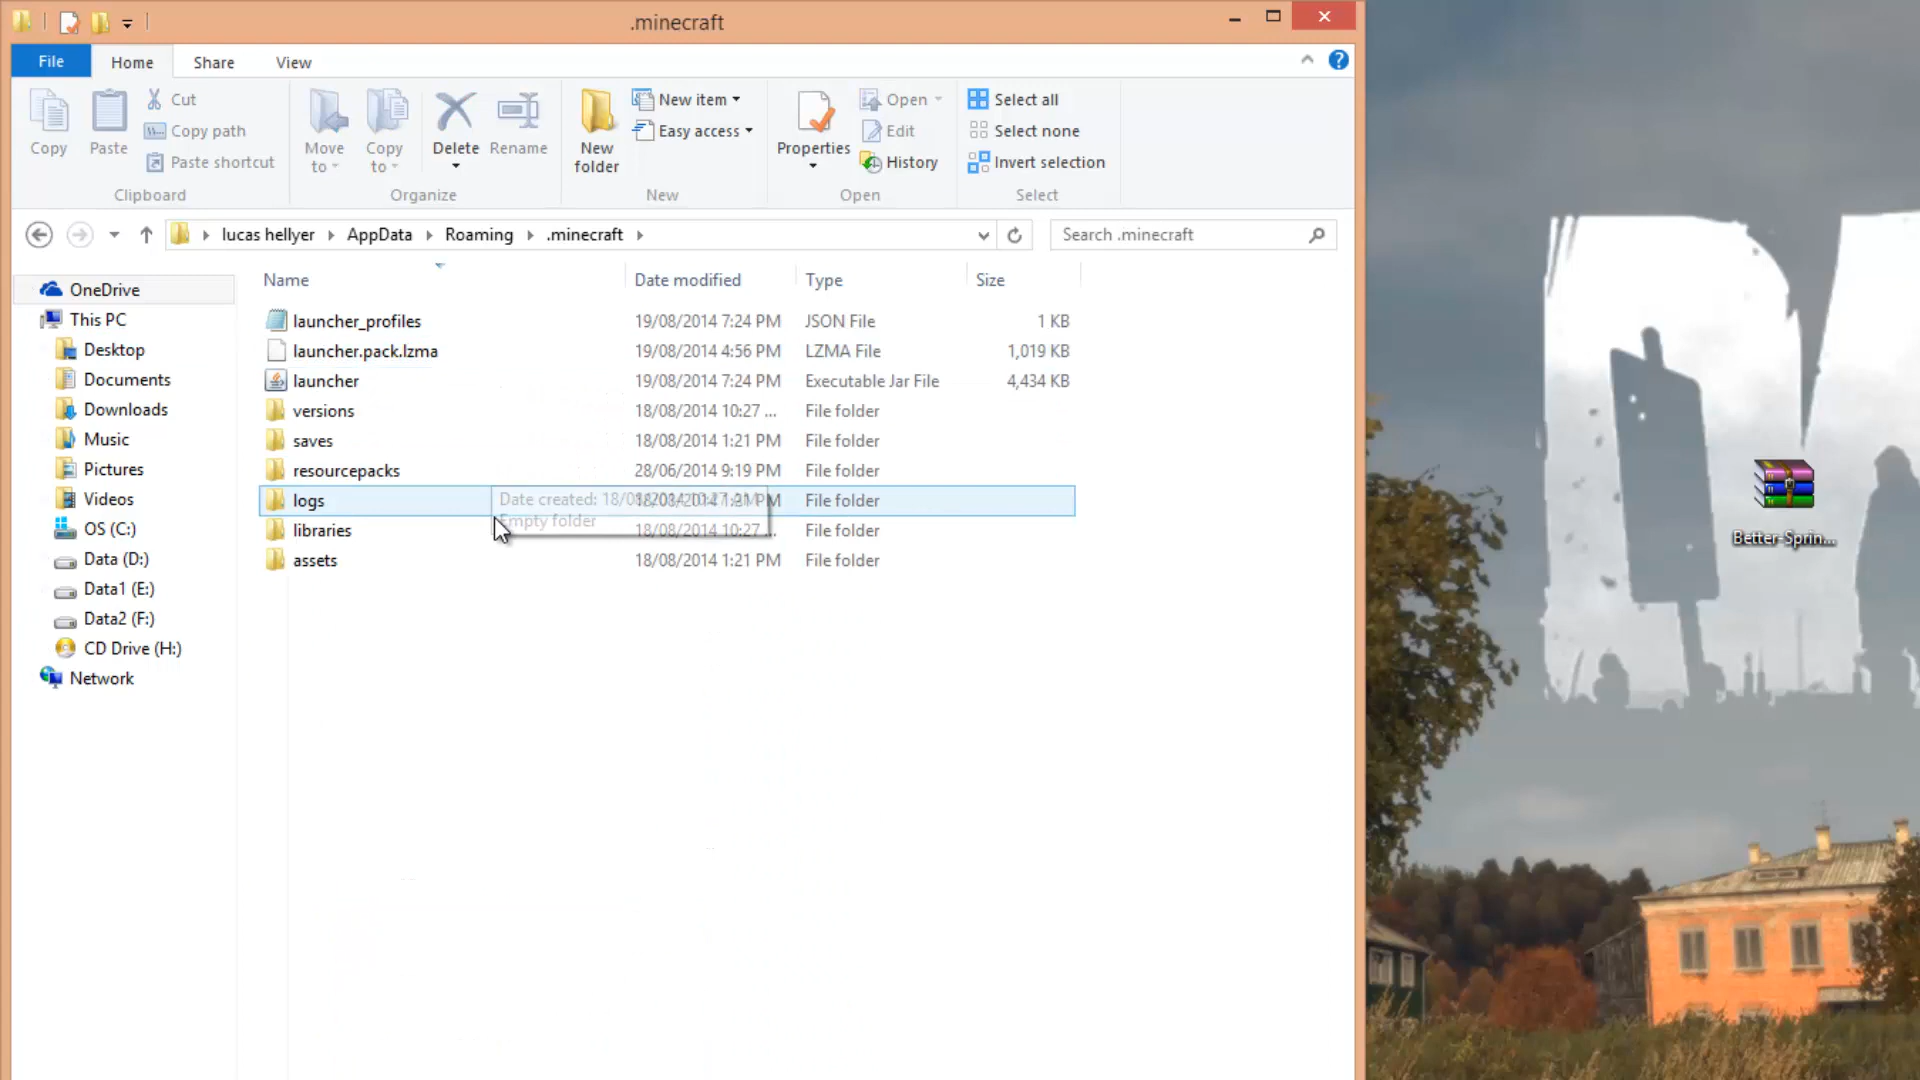 .minecraft
File Home Share View
Copy
Paste
Cut
Copy path
Paste shortcut
Clipboard
Move to
Copy to
Delete
Rename
Organize
New folder
New item
Easy access
New
Properties
Open
Edit
History
Open
Select all
Select none
Invert selection
Select
lucas hellyer AppData Roaming .minecraft
Search .minecraft
OneDrive
This PC
Desktop
Documents
Downloads
Music
Pictures
Videos
OS (C:)
Data (D:)
Data1 (E:)
Data2 (F:)
CD Drive (H:)
Network
Name Date modified Type Size
launcher_profiles 19/08/2014 7:24 PM JSON File 1 KB
launcher.pack.lzma 19/08/2014 4:56 PM LZMA File 1,019 KB
launcher 19/08/2014 7:24 PM Executable Jar File 4,434 KB
versions 18/08/2014 10:27 ... File folder
saves 18/08/2014 1:21 PM File folder
resourcepacks 28/06/2014 9:19 PM File folder
logs 18/08/2014 1:21 PM File folder
Date created:
Empty folder
libraries 18/08/2014 10:27 ... File folder
assets 18/08/2014 1:21 PM File folder
Better-Sprin...